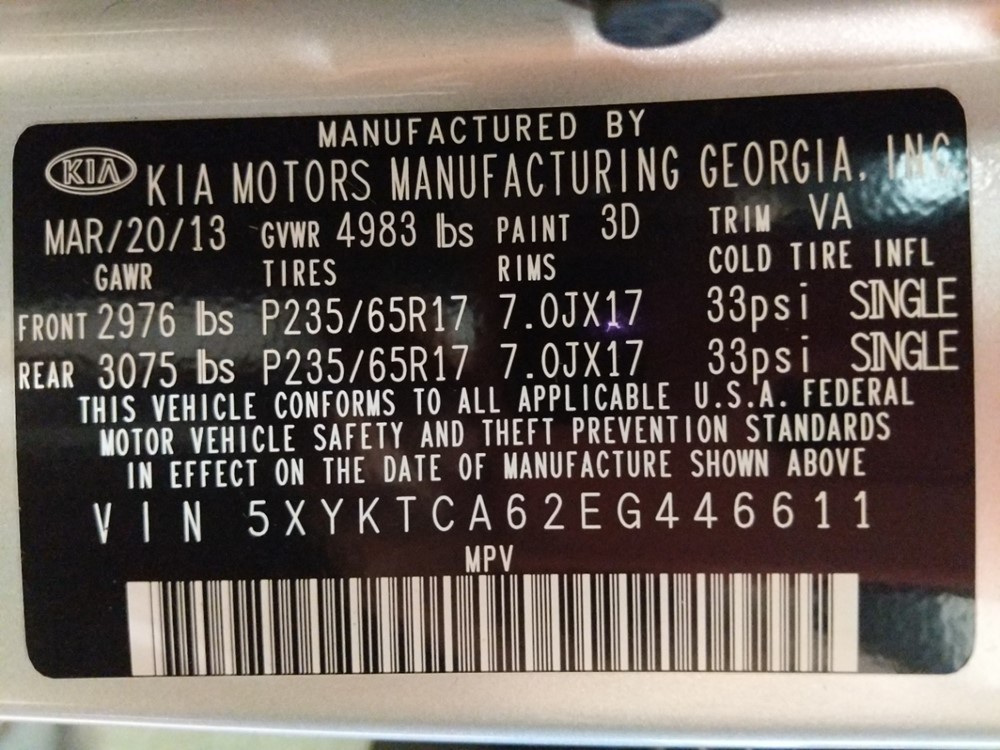 MANUFACTURED BY
KIA KIA MOTORS MANUFACTURING GEORGIA, INC
MAR/20/13 GVWR 4983 lbs PAINT 3D TRIM VA
GAWR TIRES RIMS COLD TIRE INFL
FRONT 2976 lbs P235/65R17 7.0JX17 33psi SINGLE
REAR 3075 lbs P235/65R17 7.0JX17 33psi SINGLE
THIS VEHICLE CONFORMS TO ALL APPLICABLE U.S.A. FEDERAL
MOTOR VEHICLE SAFETY AND THEFT PREVENTION STANDARDS
IN EFFECT ON THE DATE OF MANUFACTURE SHOWN ABOVE
VIN 5XYKTCA62EG446611
MPV